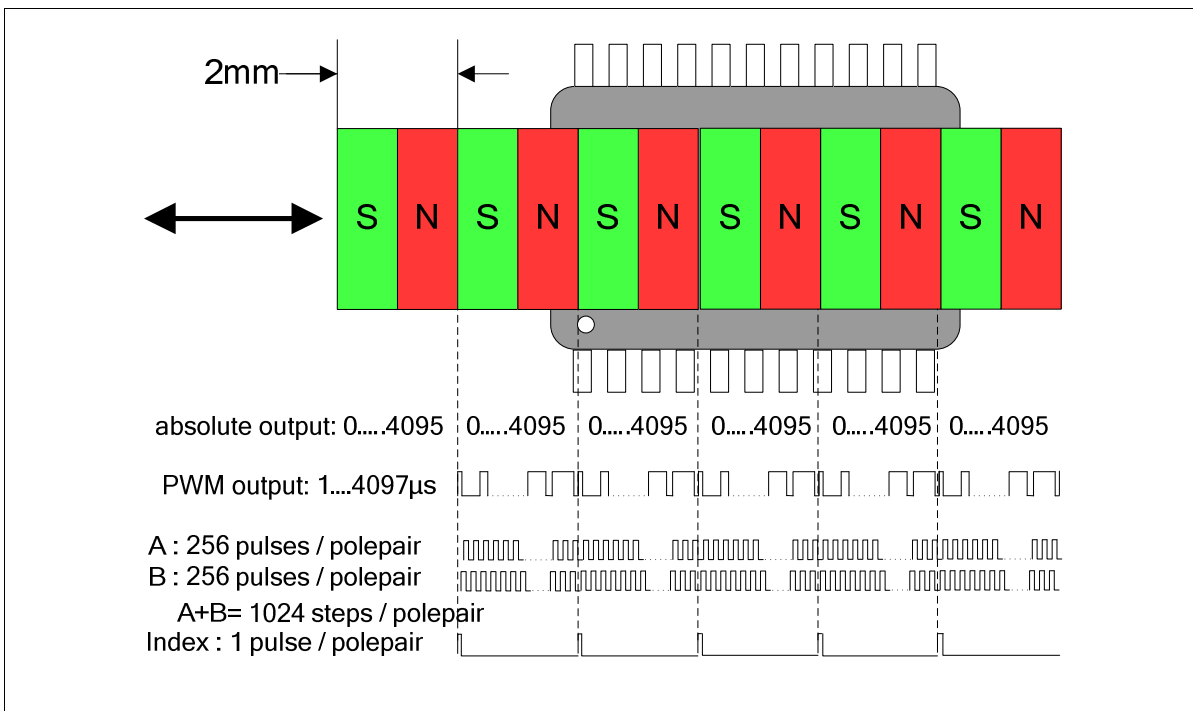 2mm
S N S N S N S N S N S N
absolute output: 0.....4095 0.....4095 0.....4095 0.....4095 0.....4095 0.....4095
PWM output: 1....4097µs
A : 256 pulses / polepair
B : 256 pulses / polepair
A+B= 1024 steps / polepair
Index : 1 pulse / polepair